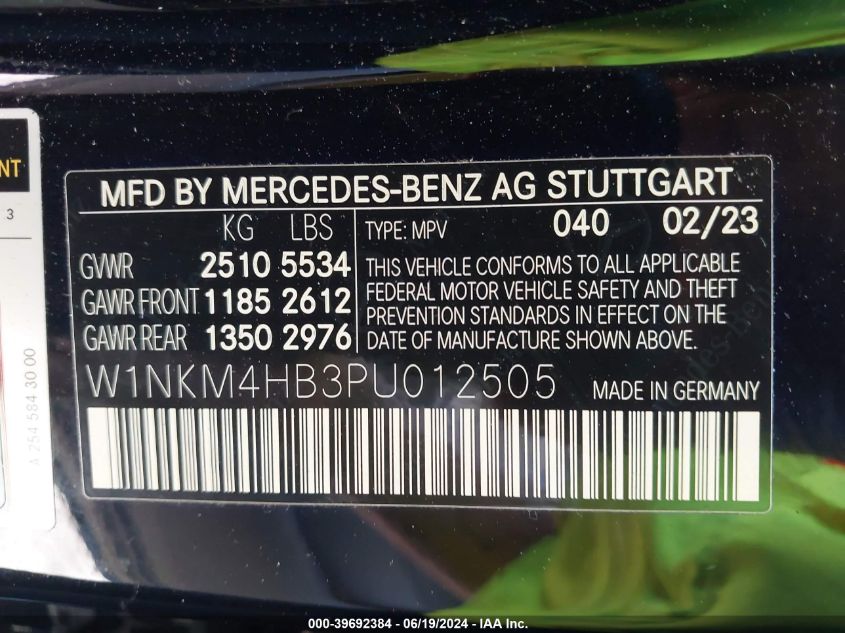 NT
3
A 254 584 30 00
MFD BY MERCEDES-BENZ AG STUTTGART
KG LBS
TYPE: MPV 040 02/23
GVWR 2510 5534
GAWR FRONT 1185 2612
GAWR REAR 1350 2976
THIS VEHICLE CONFORMS TO ALL APPLICABLE
FEDERAL MOTOR VEHICLE SAFETY AND THEFT
PREVENTION STANDARDS IN EFFECT ON THE
DATE OF MANUFACTURE SHOWN ABOVE.
W1NKM4HB3PU012505 MADE IN GERMANY
000-39692384 - 06/19/2024 - IAA Inc.